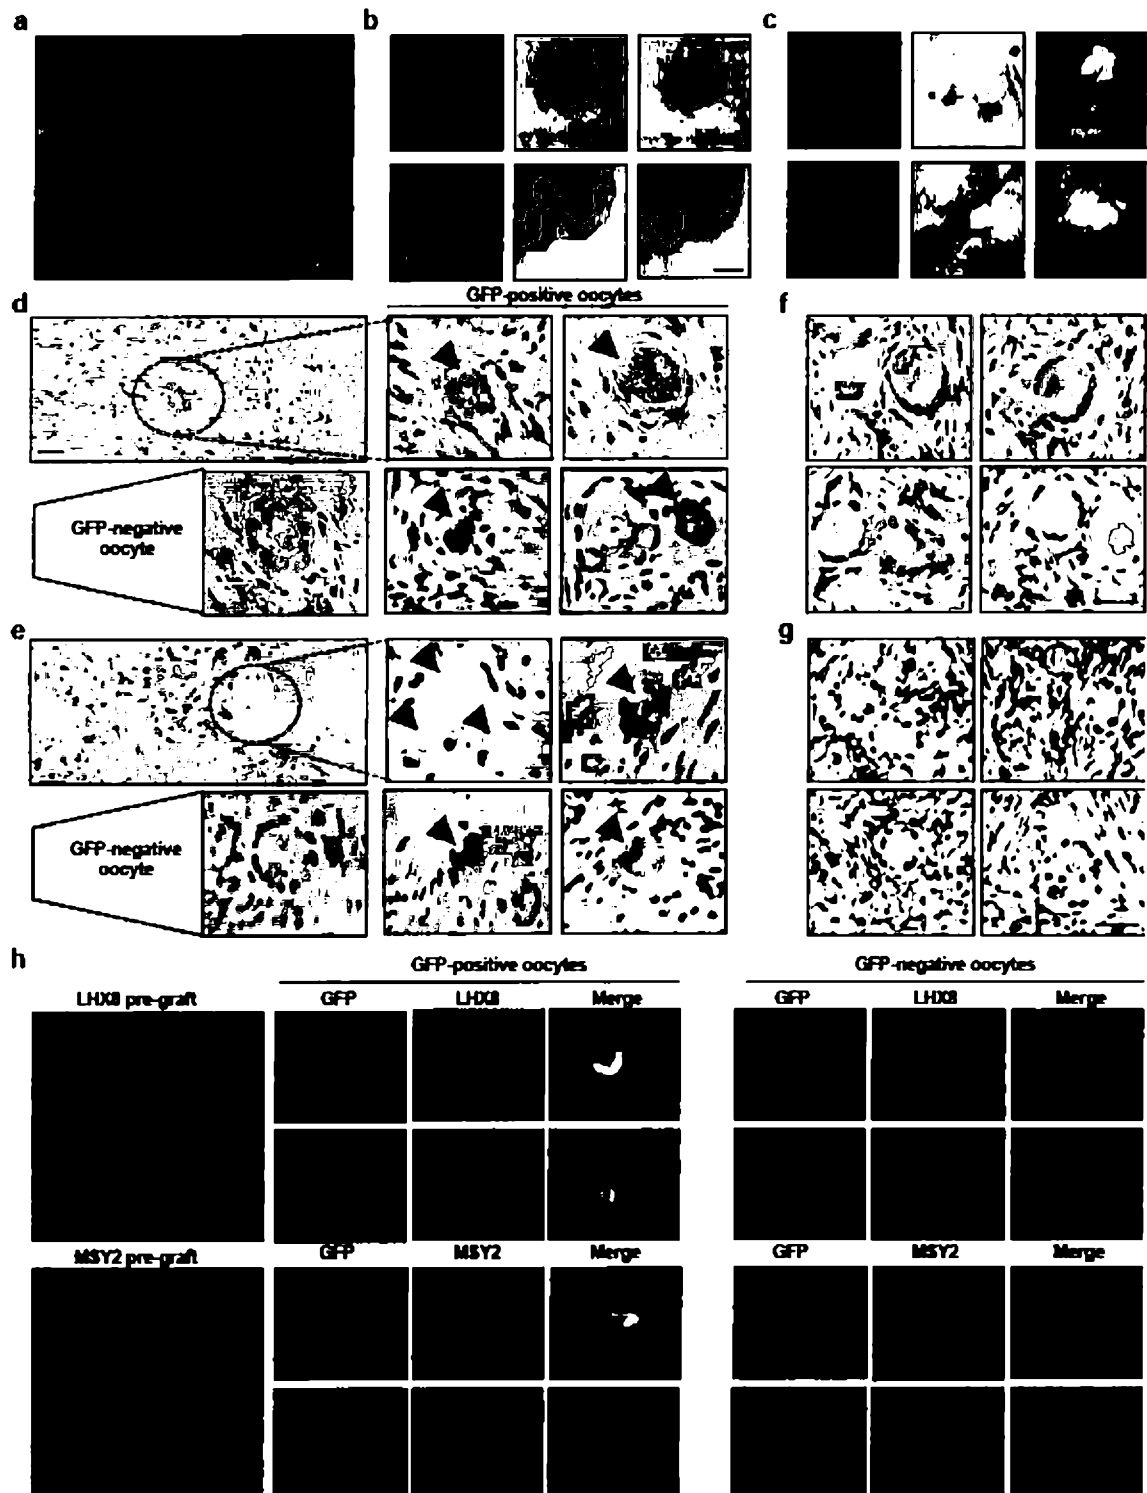 a
b
c
GFP-positive oocytes
d
f
GFP-negative
oocyte
e
g
GFP-negative
oocyte
h
GFP-positive oocytes
GFP-negative oocytes
LHX8 pre-graft
GFP
LHX8
Merge
GFP
LHX8
Merge
MSY2 pre-graft
GFP
MSY2
Merge
GFP
MSY2
Merge